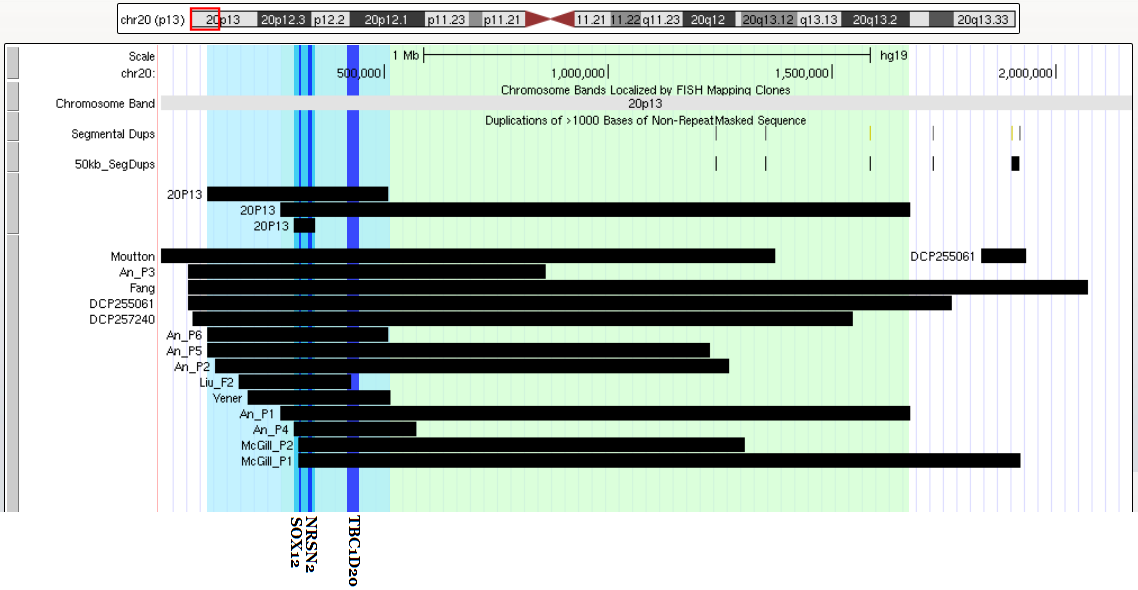 chr20 (p13) 20p13 20p12.3 p12.2 20p12.1 p11.23 p11.21 11.21 11.22 q11.23 20q12 20q13.12 q13.13 20q13.2 20q13.33
Scale 1 Mb hg19
chr20: 500,000 1,000,000 1,500,000 2,000,000
Chromosome Bands Localized by FISH Mapping Clones
Chromosome Band 20p13
Duplications of >1000 Bases of Non-RepeatMasked Sequence
Segmental Dups
50kb_SegDups
20P13
20P13
20P13
Moutton DCP255061
An_P3
Fang
DCP255061
DCP257240
An_P6
An_P5
An_P2
Liu_F2
Vener
An_P1
An_P4
McGill_P2
McGill_P1
SOX12
NRSN2
TBC1D20